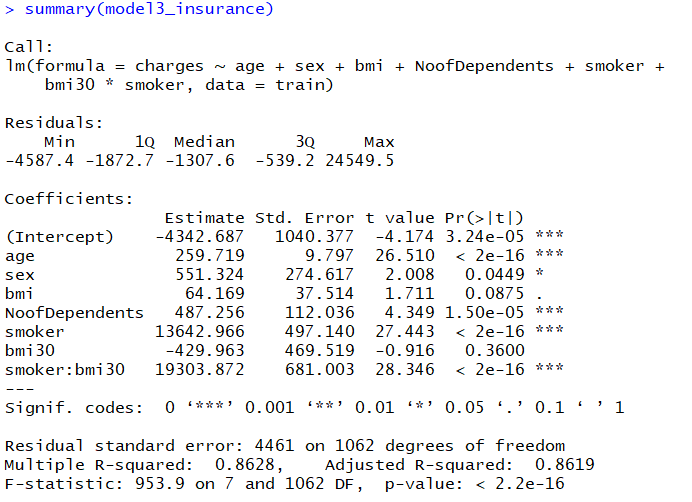 > summary(model3_insurance)
Call:
lm(formula = charges ~ age + sex + bmi + NoofDependents + smoker +
    bmi30 * smoker, data = train)
Residuals:
    Min      1Q  Median      3Q     Max
-4587.4 -1872.7 -1307.6  -539.2 24549.5
Coefficients:
                Estimate Std. Error t value Pr(>|t|)
(Intercept)    -4342.687   1040.377  -4.174 3.24e-05 ***
age              259.719      9.797  26.510  < 2e-16 ***
sex              551.324    274.617   2.008   0.0449 *
bmi               64.169     37.514   1.711   0.0875 .
NoofDependents   487.256    112.036   4.349 1.50e-05 ***
smoker         13642.966    497.140  27.443  < 2e-16 ***
bmi30           -429.963    469.519  -0.916   0.3600
smoker:bmi30   19303.872    681.003  28.346  < 2e-16 ***
---
Signif. codes:  0 ‘***’ 0.001 ‘**’ 0.01 ‘*’ 0.05 ‘.’ 0.1 ‘ ’ 1
Residual standard error: 4461 on 1062 degrees of freedom
Multiple R-squared:  0.8628,    Adjusted R-squared:  0.8619
F-statistic: 953.9 on 7 and 1062 DF,  p-value: < 2.2e-16